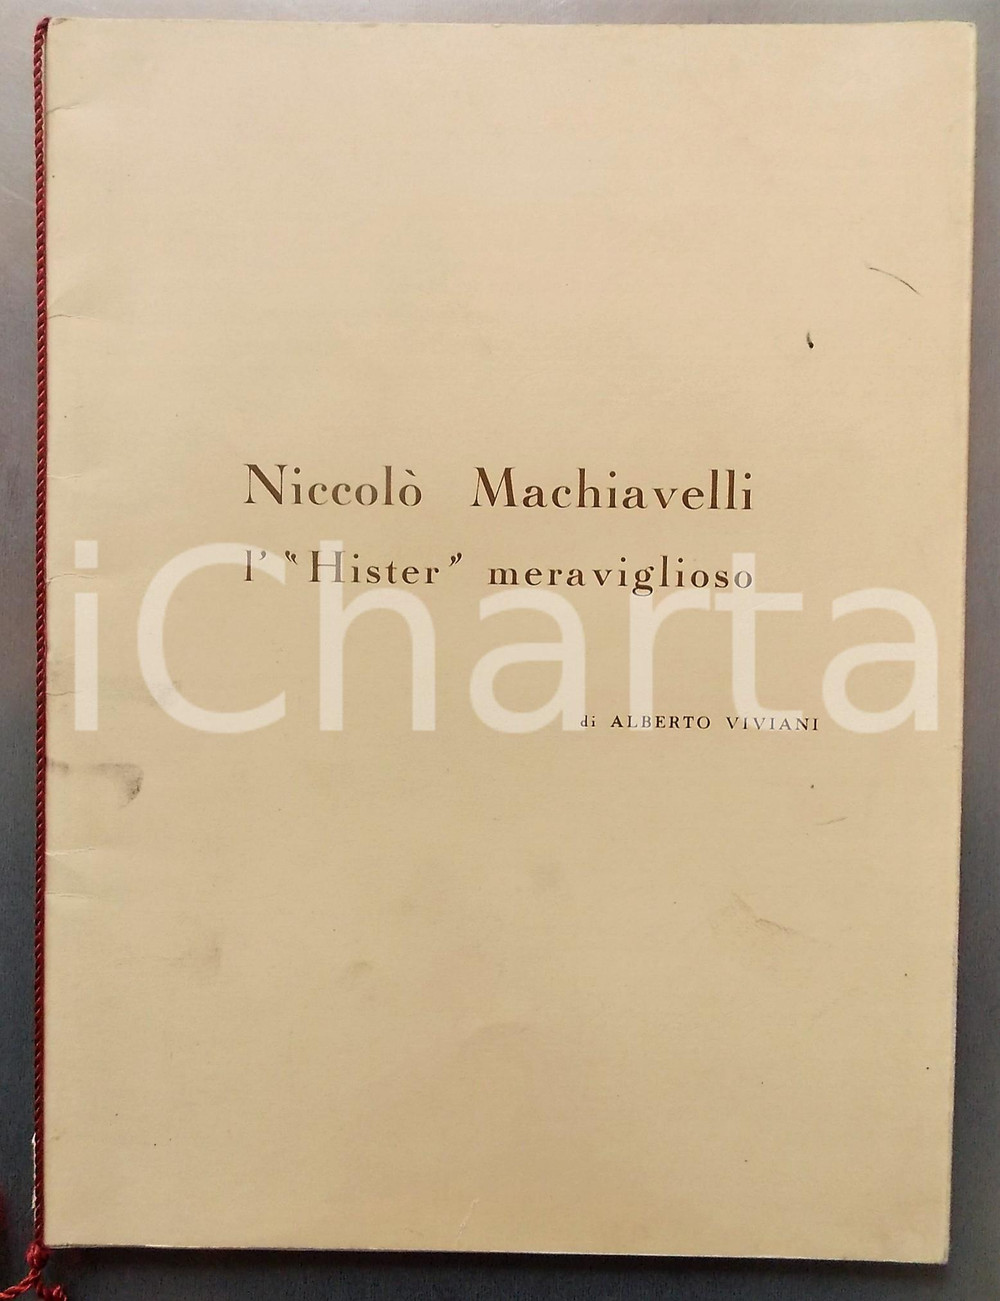 Niccolò Machiavelli
l' "Hister" meraviglioso
iCharta
di ALBERTO VIVIANI